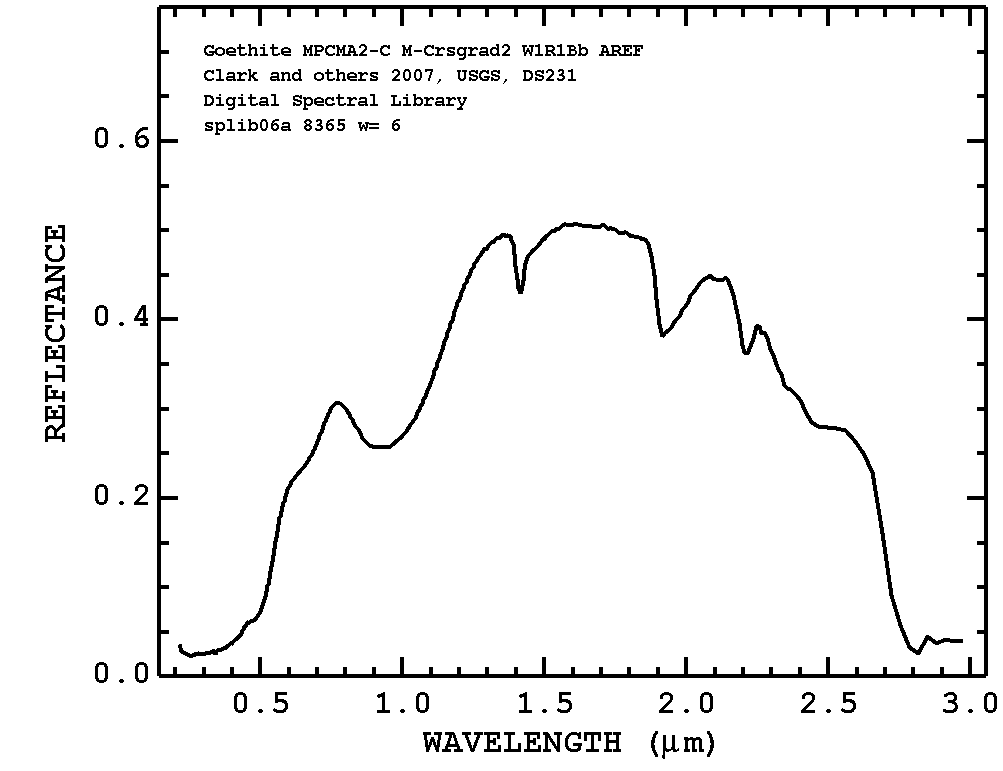 Goethite MPCMA2-C M-Crsgrad2 W1R1Bb AREF
Clark and others 2007, USGS, DS231
Digital Spectral Library
splib06a 8365 w= 6
0.6
0.4
0.2
0.0
REFLECTANCE
0.5 1.0 1.5 2.0 2.5 3.0
WAVELENGTH (μm)